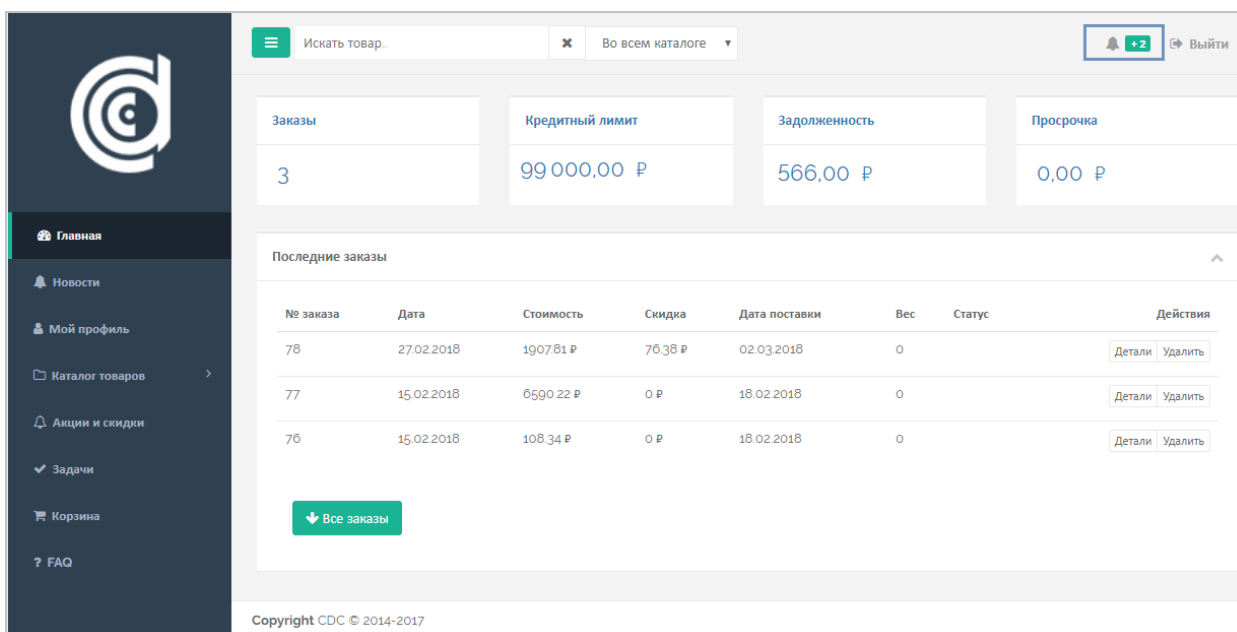 Искать товар.. Во всем каталоге +2 Выйти
Заказы Кредитный лимит Задолженность Просрочка
3 99 000,00 ₽ 566,00 ₽ 0,00 ₽
Главная
Новости
Мой профиль
Каталог товаров
Акции и скидки
Задачи
Корзина
? FAQ
Последние заказы
№ заказа Дата Стоимость Скидка Дата поставки Вес Статус Действия
78 27.02.2018 1907.81 ₽ 76.38 ₽ 02.03.2018 0 Детали Удалить
77 15.02.2018 6590.22 ₽ 0 ₽ 18.02.2018 0 Детали Удалить
76 15.02.2018 108.34 ₽ 0 ₽ 18.02.2018 0 Детали Удалить
Все заказы
Copyright CDC © 2014-2017